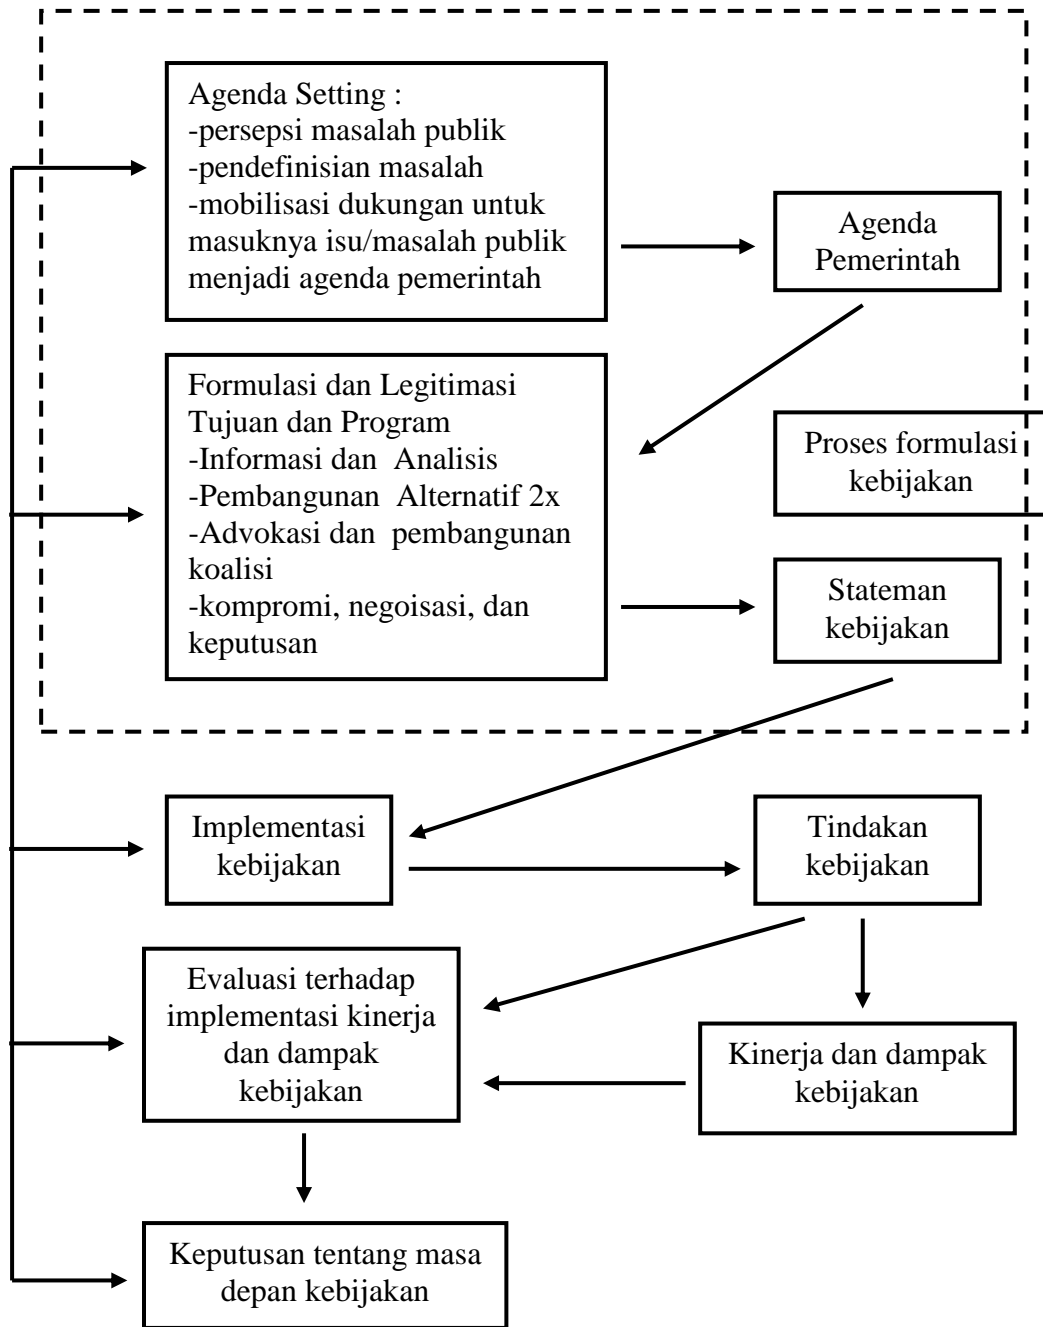 Agenda Setting :
-persepsi masalah publik
-pendefinisian masalah
-mobilisasi dukungan untuk
masuknya isu/masalah publik
menjadi agenda pemerintah
Agenda
Pemerintah
Formulasi dan Legitimasi
Tujuan dan Program
-Informasi dan Analisis
-Pembangunan Alternatif 2x
-Advokasi dan pembangunan
koalisi
-kompromi, negoisasi, dan
keputusan
Proses formulasi
kebijakan
Stateman
kebijakan
Implementasi
kebijakan
Tindakan
kebijakan
Evaluasi terhadap
implementasi kinerja
dan dampak
kebijakan
Kinerja dan dampak
kebijakan
Keputusan tentang masa
depan kebijakan